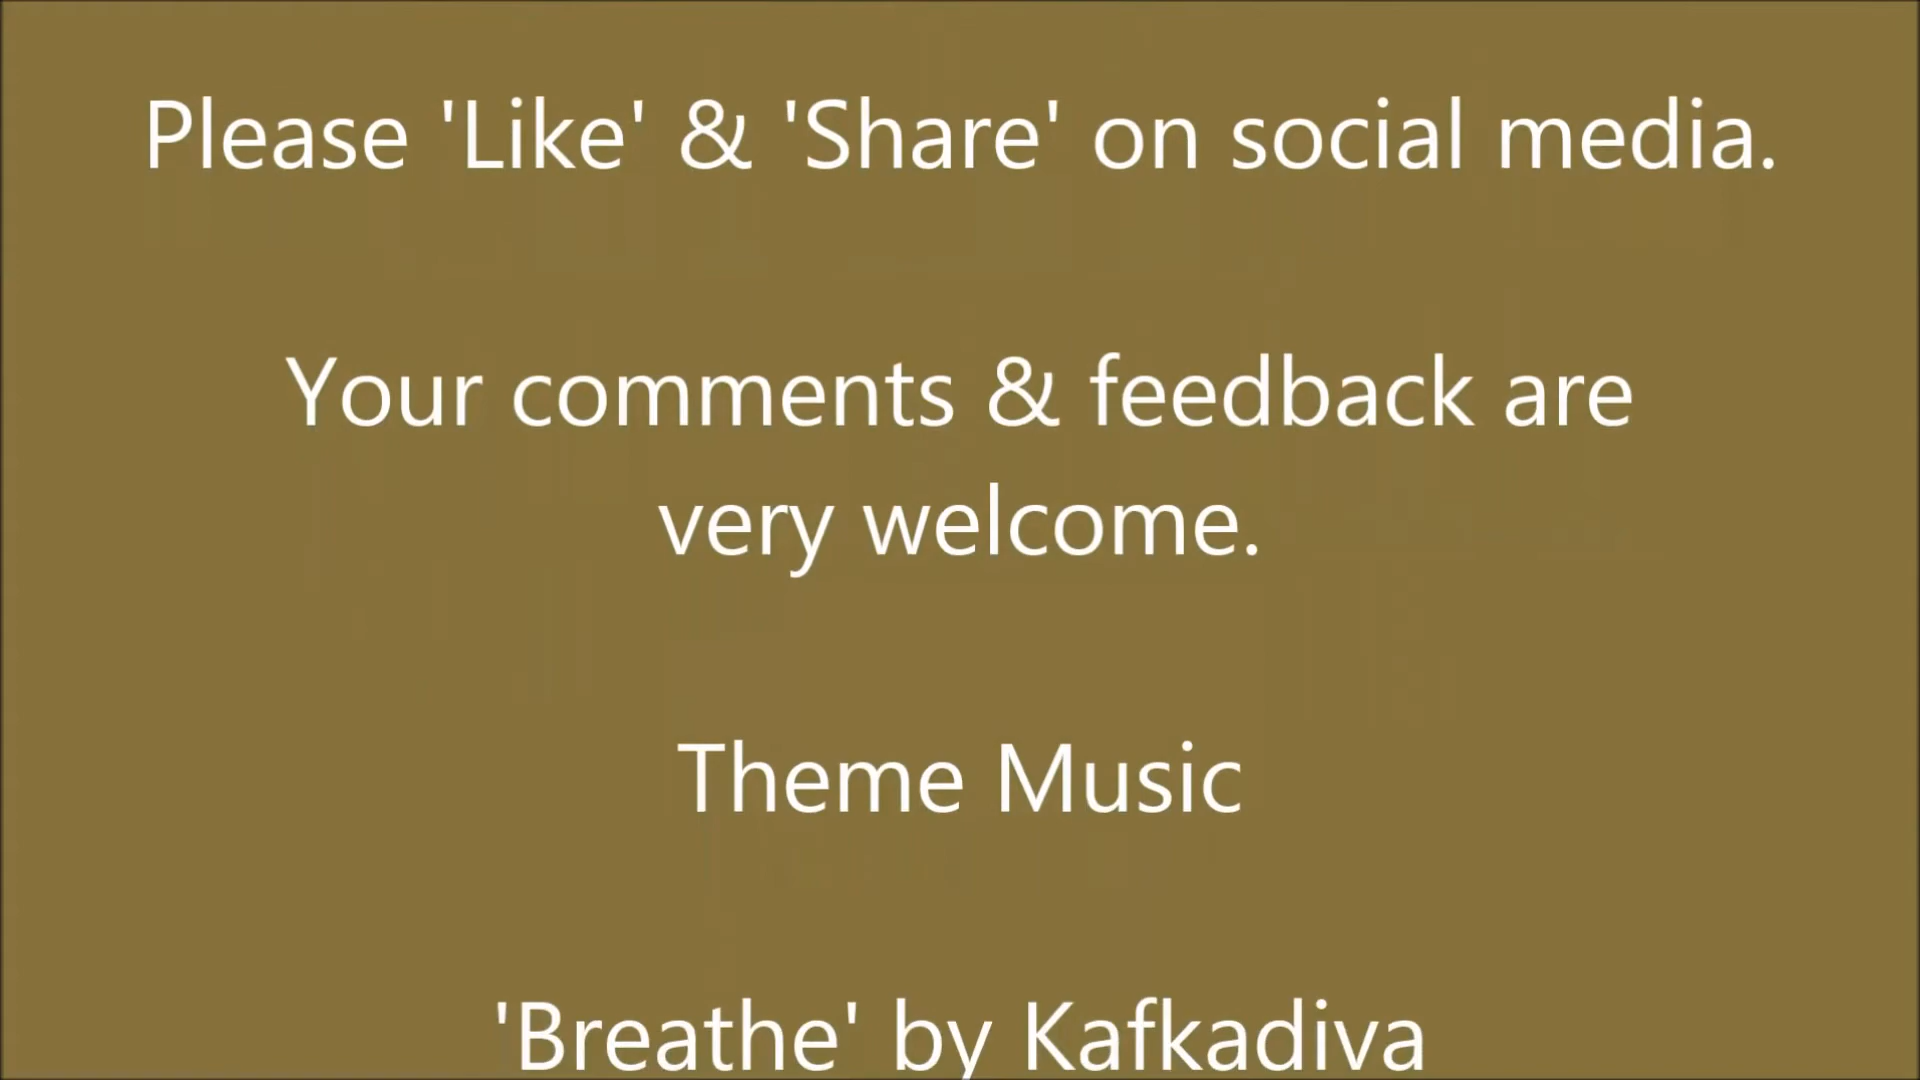 Please 'Like' & 'Share' on social media.
Your comments & feedback are
very welcome.
Theme Music
'Breathe' by Kafkadiva